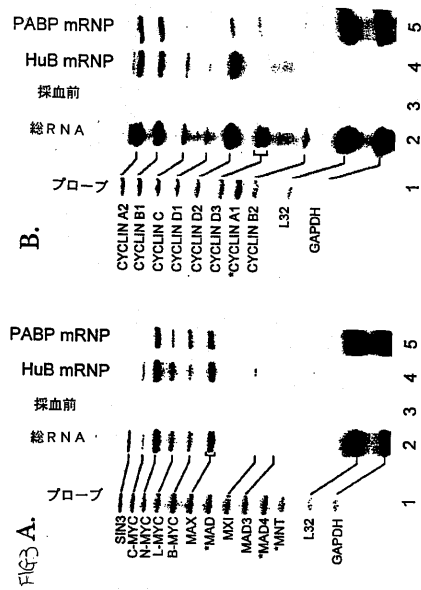 FIG3 A.
プローブ
総RNA
採血前
HuB mRNP
PABP mRNP
SIN3
C-MYC
N-MYC
L-MYC
B-MYC
MAX
*MAD
MXI
MAD3
*MAD4
*MNT
L32
GAPDH
1 2 3 4 5
B.
プローブ
総RNA
採血前
HuB mRNP
PABP mRNP
CYCLIN A2
CYCLIN B1
CYCLIN C
CYCLIN D1
CYCLIN D2
CYCLIN D3
*CYCLIN A1
CYCLIN B2
L32
GAPDH
1 2 3 4 5